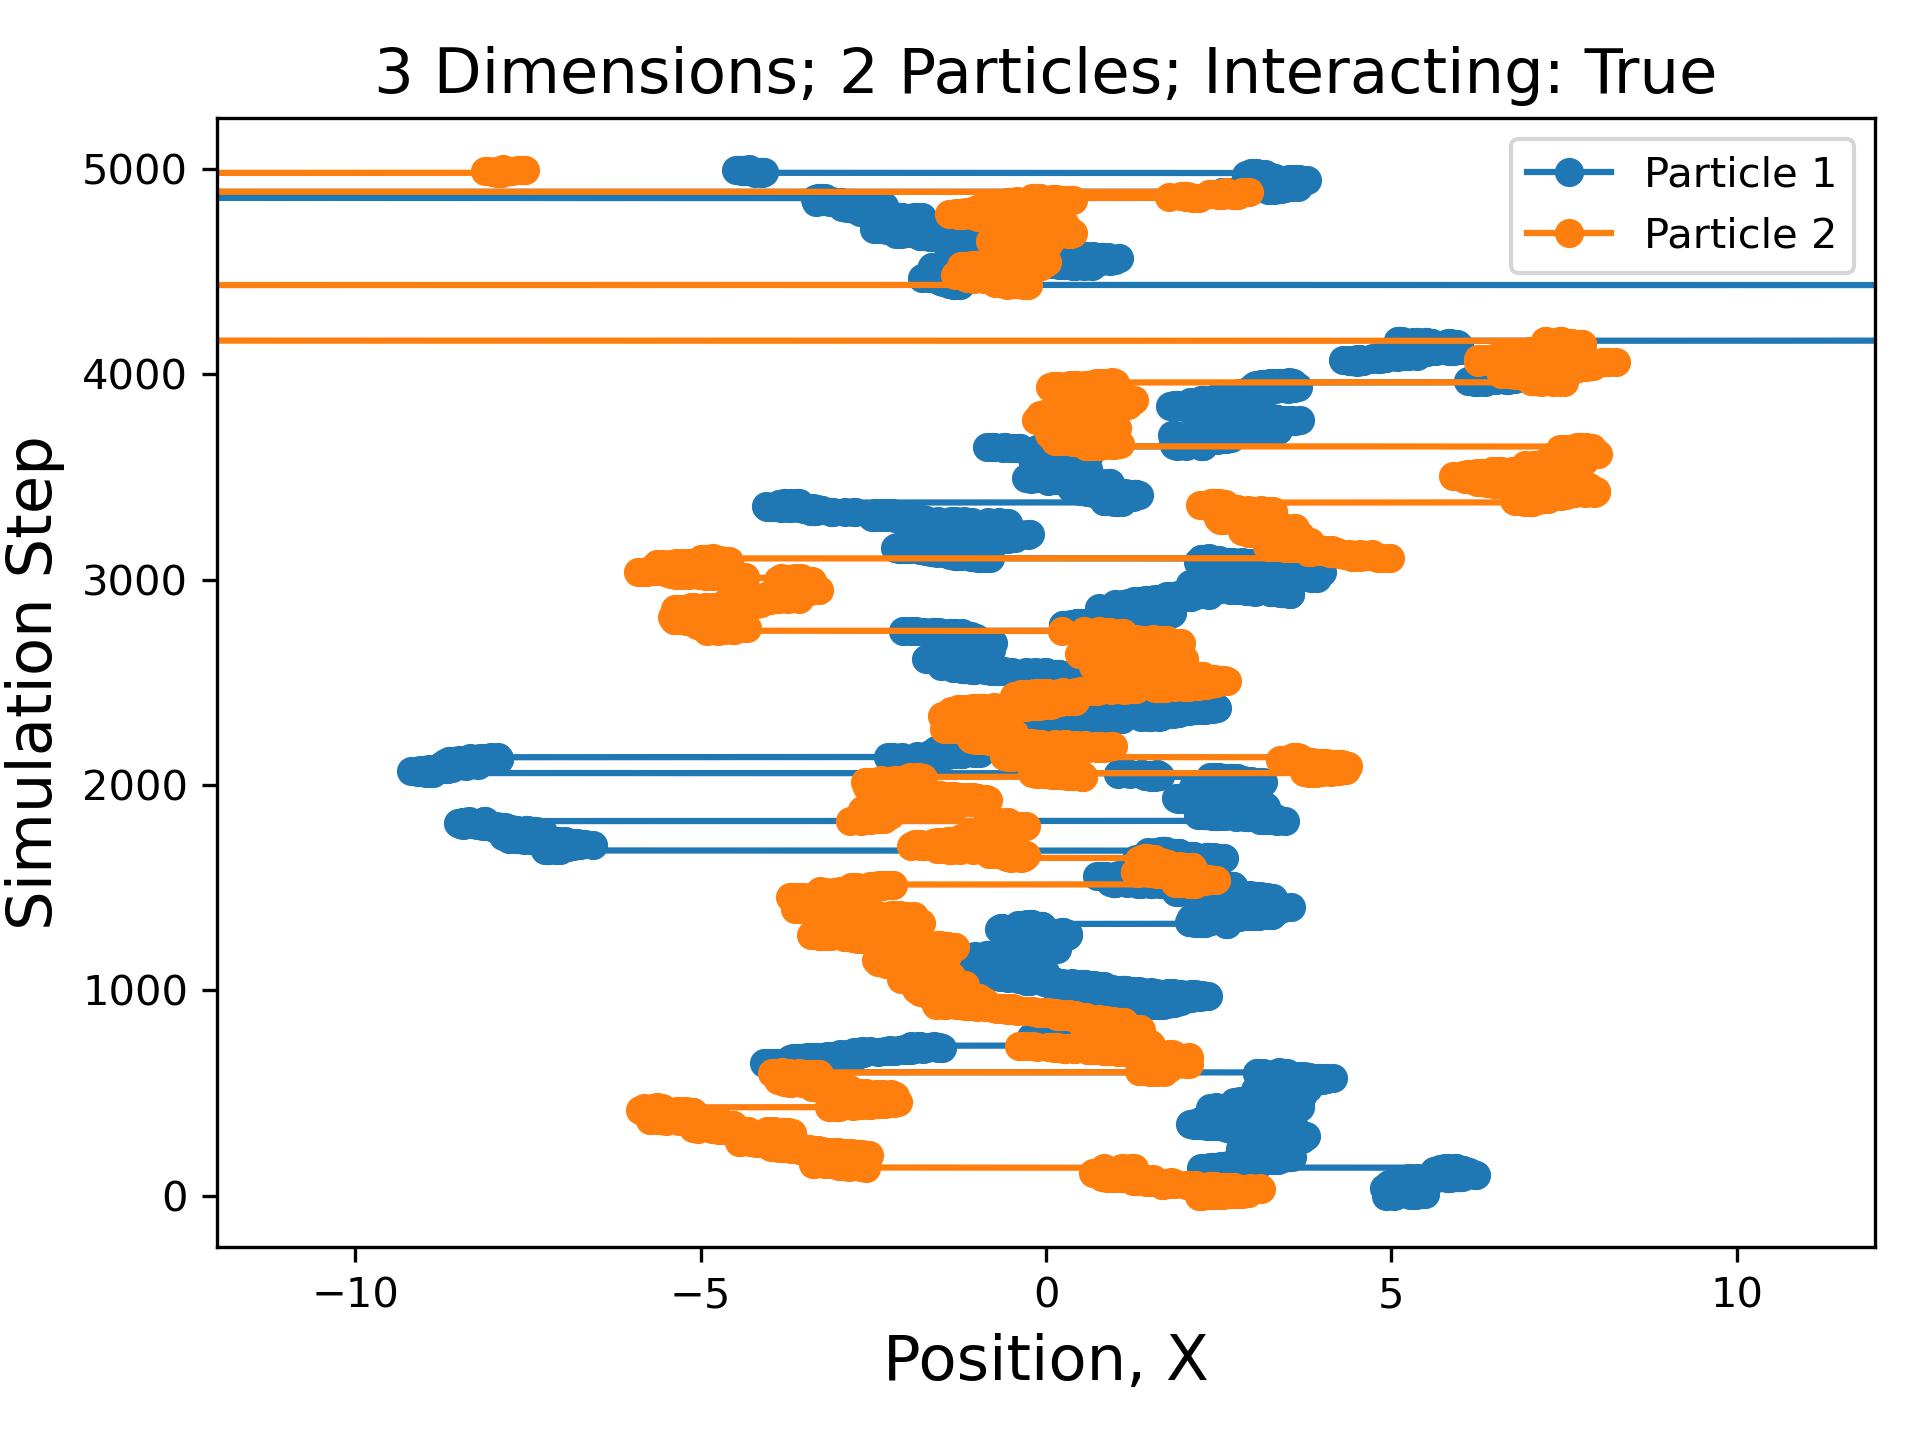 3 Dimensions; 2 Particles; Interacting: True
Particle 1
Particle 2
Simulation Step
5000
4000
3000
2000
1000
0
−10
−5
0
5
10
Position, X